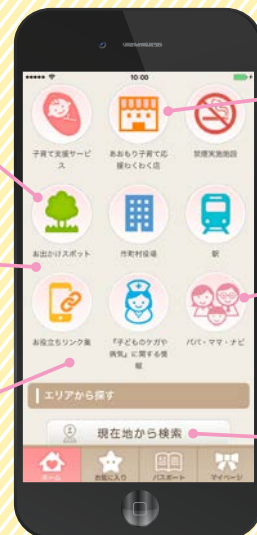 10:00
子育て支援サービ
ス
あおもり子育て応
援わくわく店
禁煙実施施設
お出かけスポット
市町村役場
駅
お役立ちリンク集
『子どものケガや
病気』に関する情
報
パパ・ママ・ナビ
エリアから探す
現在地から検索
ホーム
お気に入り
パスポート
マイページ